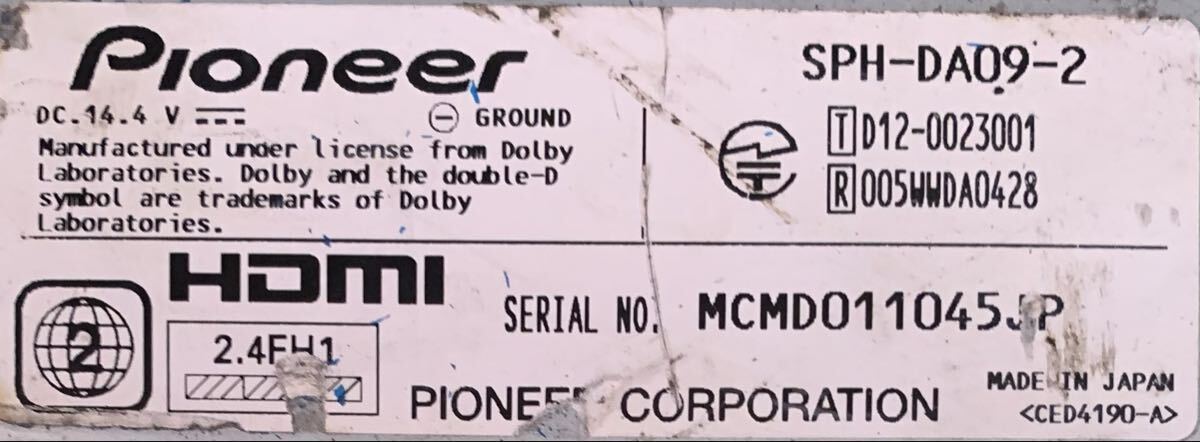 Pioneer
SPH-DA09-2
DC.14.4 V
GROUND
Manufactured under license from Dolby
Laboratories. Dolby and the double-D
symbol are trademarks of Dolby
Laboratories.
T D12-0023001
R 005WWDA0428
HDMI
2
2.4FH1
SERIAL NO. MCMD011045JP
PIONEER CORPORATION
MADE IN JAPAN
<CED4190-A>